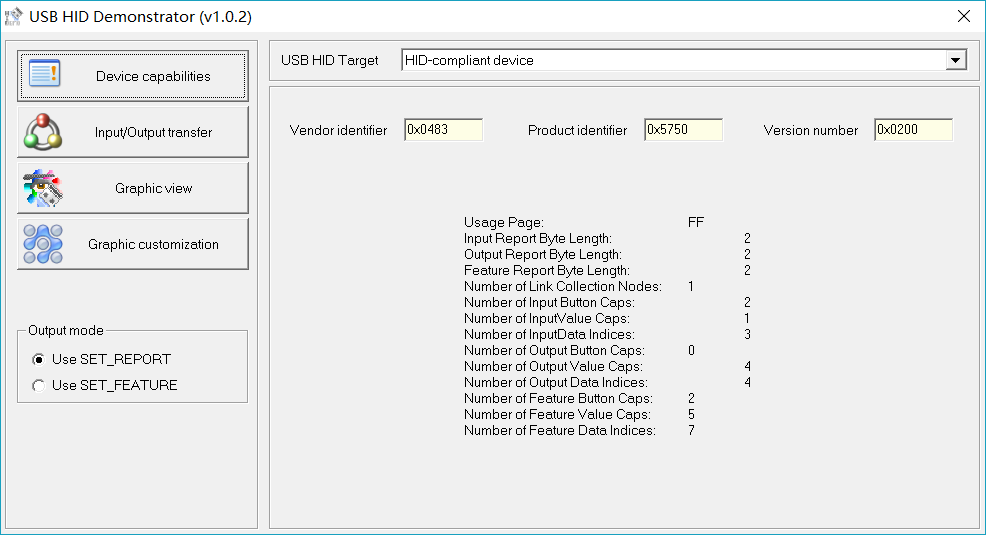 USB HID Demonstrator (v1.0.2)
Device capabilities
Input/Output transfer
Graphic view
Graphic customization
Output mode
Use SET_REPORT
Use SET_FEATURE
USB HID Target HID-compliant device
Vendor identifier 0x0483 Product identifier 0x5750 Version number 0x0200
Usage Page: FF
Input Report Byte Length: 2
Output Report Byte Length: 2
Feature Report Byte Length: 2
Number of Link Collection Nodes: 1
Number of Input Button Caps: 2
Number of InputValue Caps: 1
Number of InputData Indices: 3
Number of Output Button Caps: 0
Number of Output Value Caps: 4
Number of Output Data Indices: 4
Number of Feature Button Caps: 2
Number of Feature Value Caps: 5
Number of Feature Data Indices: 7